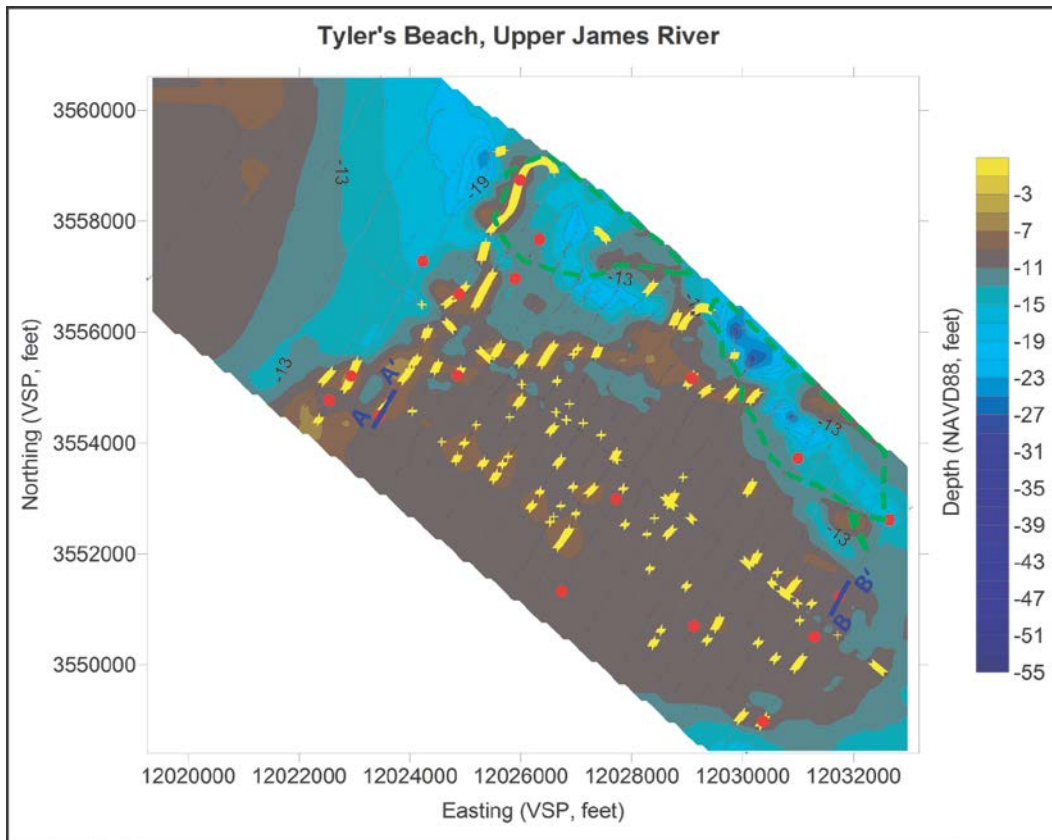 Tyler's Beach, Upper James River
3560000
3558000
3556000
3554000
3552000
3550000
Northing (VSP, feet)
12020000 12022000 12024000 12026000 12028000 12030000 12032000
Easting (VSP, feet)
-13
-19
-13
-13
-13
-13
A
A'
B
B'
Depth (NAVD88, feet)
-3
-7
-11
-15
-19
-23
-27
-31
-35
-39
-43
-47
-51
-55